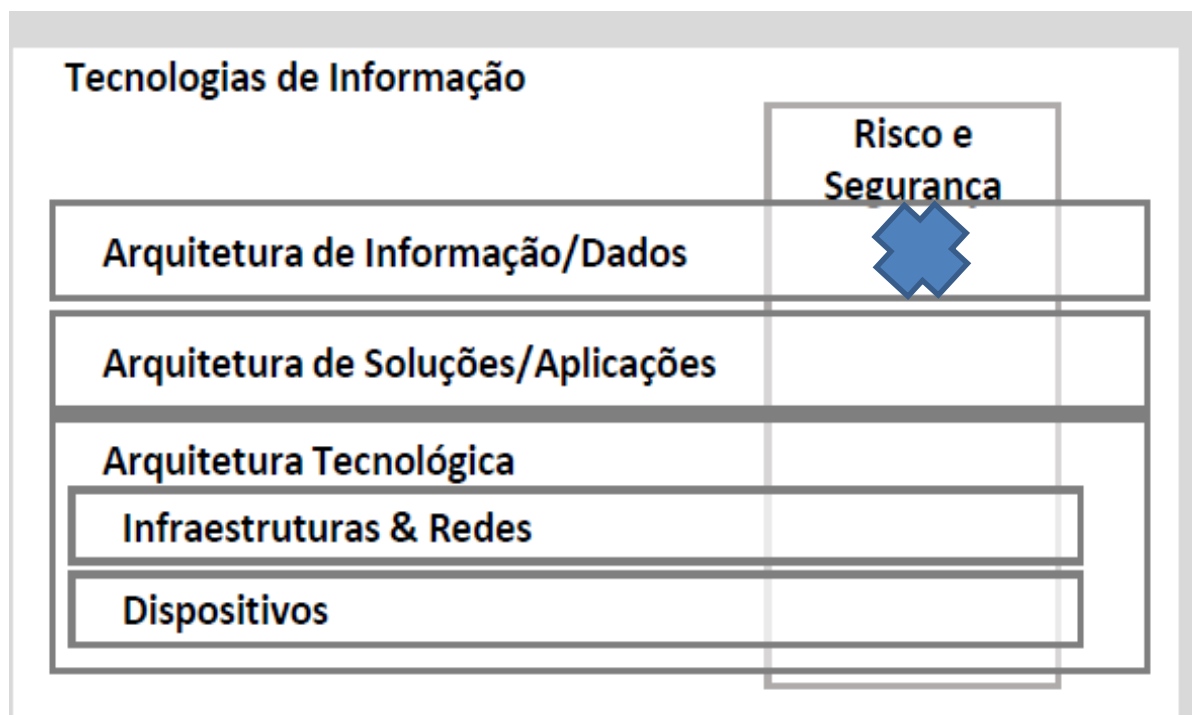 Tecnologias de Informação
Risco e
Segurança
Arquitetura de Informação/Dados
Arquitetura de Soluções/Aplicações
Arquitetura Tecnológica
Infraestruturas & Redes
Dispositivos